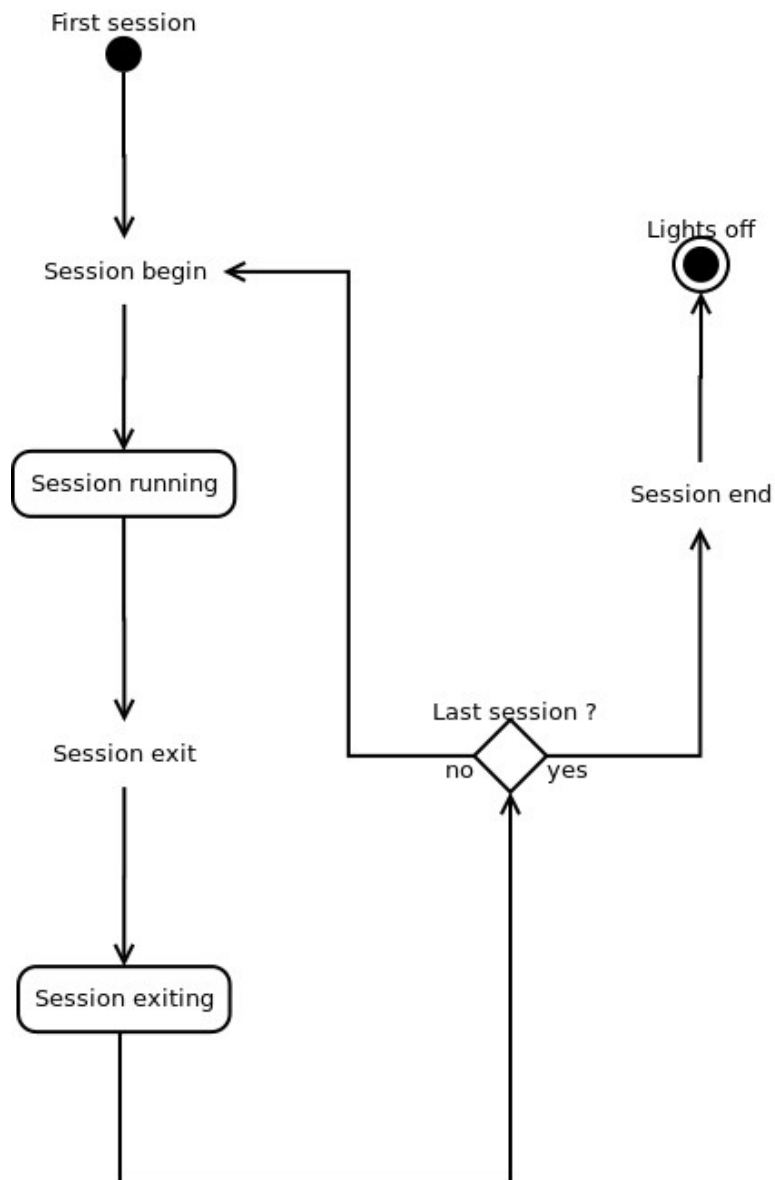 First session
Lights off
Session begin
Session running
Session end
Last session ?
no
yes
Session exit
Session exiting